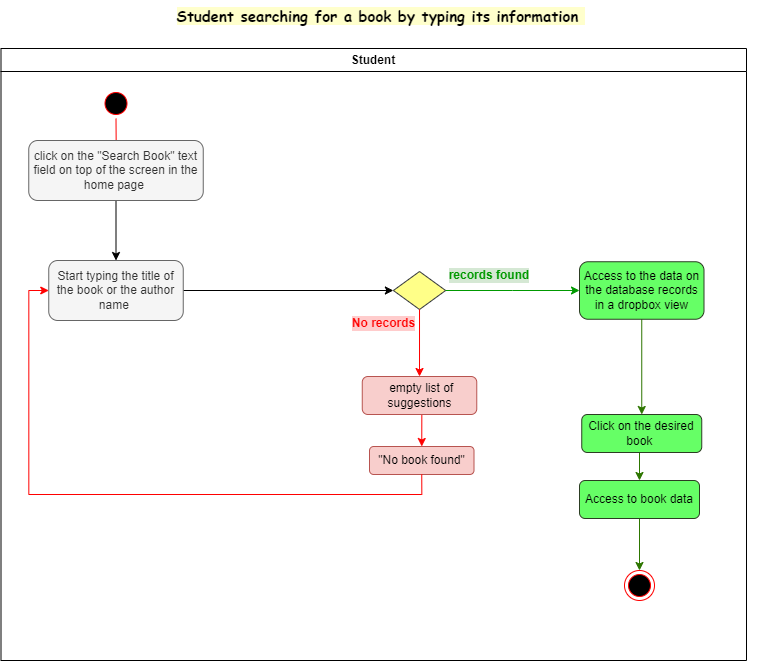 Student searching for a book by typing its information
Student
click on the "Search Book" text
field on top of the screen in the
home page
Start typing the title of
the book or the author
name
records found
No records
Access to the data on
the database records
in a dropbox view
empty list of
suggestions
"No book found"
Click on the desired
book
Access to book data